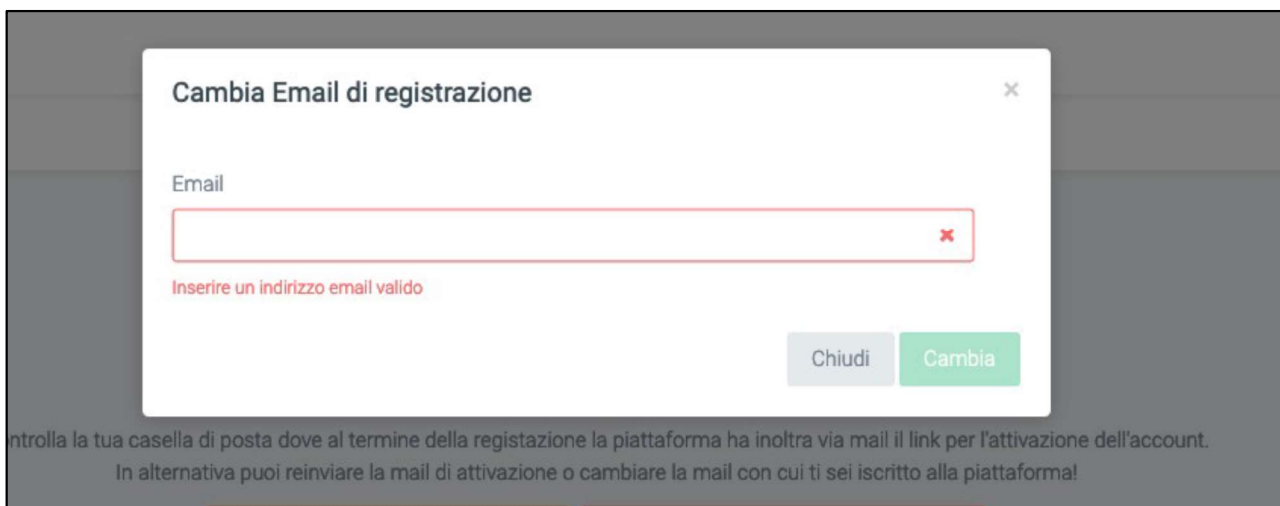 Cambia Email di registrazione
×
Email
Inserire un indirizzo email valido
Chiudi
Cambia
ntrolla la tua casella di posta dove al termine della registazione la piattaforma ha inoltra via mail il link per l'attivazione dell'account.
In alternativa puoi reinviare la mail di attivazione o cambiare la mail con cui ti sei iscritto alla piattaforma!